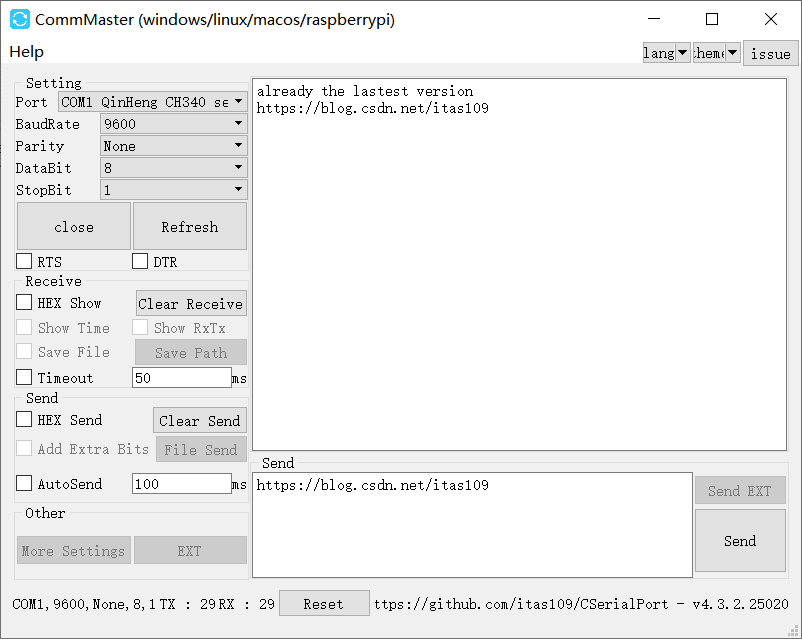 CommMaster (windows/linux/macos/raspberrypi)
Help
lang
heme
issue
Setting
Port COM1 QinHeng CH340 se
BaudRate 9600
Parity None
DataBit 8
StopBit 1
close Refresh
RTS DTR
Receive
HEX Show Clear Receive
Show Time Show RxTx
Save File Save Path
Timeout 50 ms
Send
HEX Send Clear Send
Add Extra Bits File Send
AutoSend 100 ms
Other
More Settings EXT
already the lastest version
https://blog.csdn.net/itas109
Send
https://blog.csdn.net/itas109
Send EXT
Send
COM1,9600,None,8,1 TX : 29 RX : 29 Reset ttps://github.com/itas109/CSerialPort - v4.3.2.25020